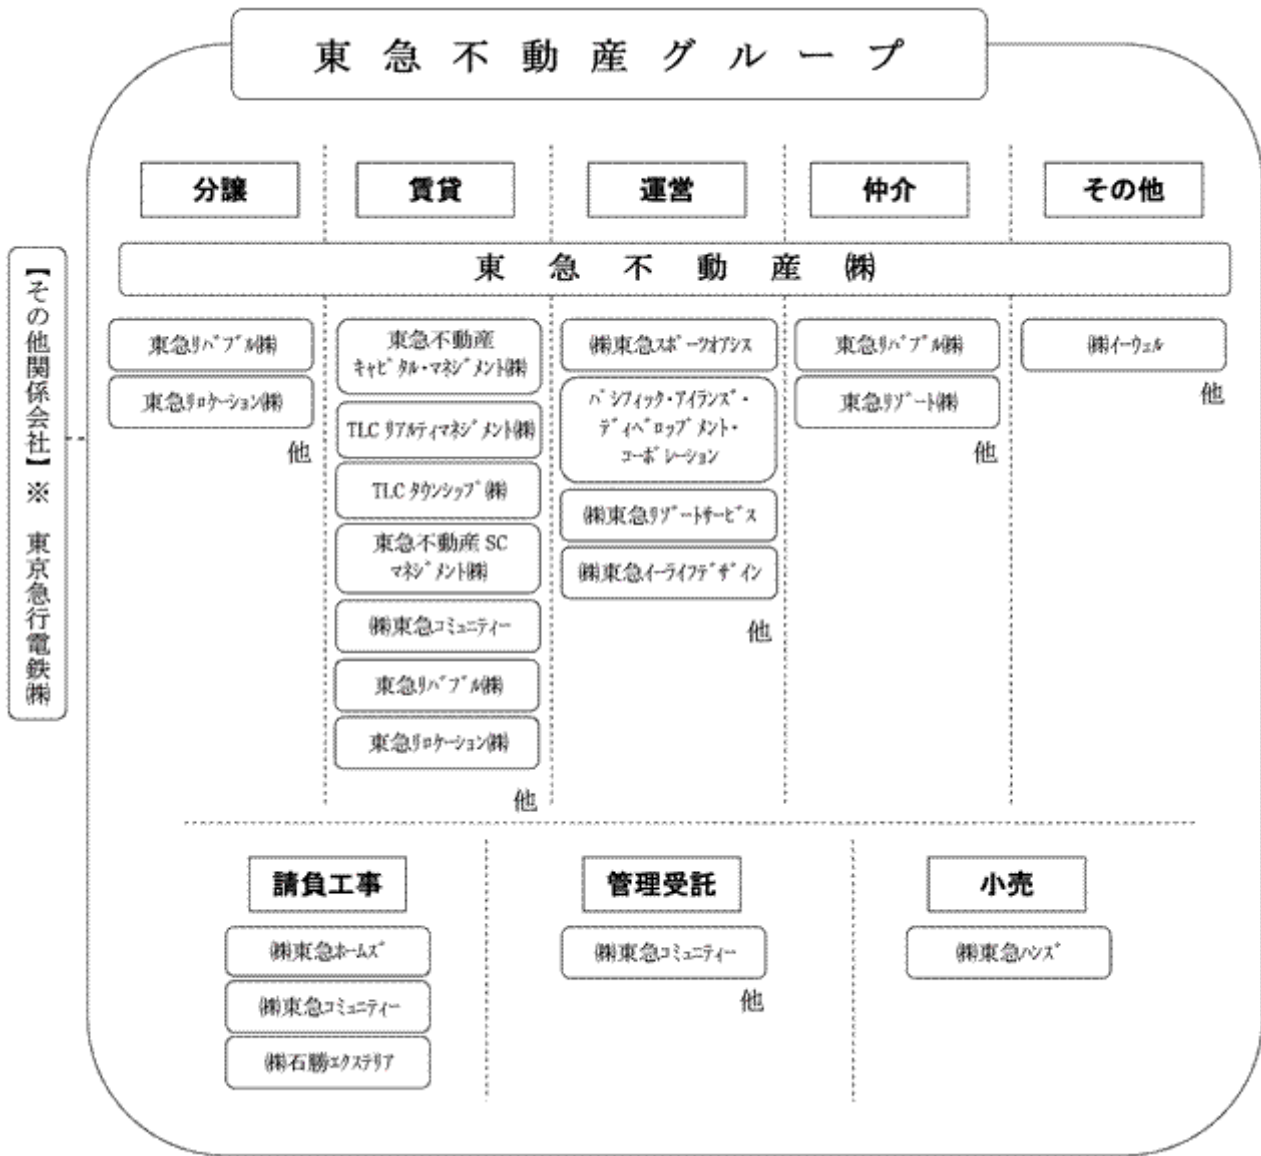 東急不動産グループ
分譲
賃貸
運営
仲介
その他
東急不動産㈱
【その他関係会社】※　東京急行電鉄㈱
東急ﾘﾊﾞﾌﾞﾙ㈱
東急ﾘﾛｹｰｼｮﾝ㈱
他
東急不動産
ｷｬﾋﾟﾀﾙ・ﾏﾈｼﾞﾒﾝﾄ㈱
TLC ﾘｱﾙﾃｨﾏﾈｼﾞﾒﾝﾄ㈱
TLC ﾀｳﾝｼｯﾌﾟ㈱
東急不動産 SC
ﾏﾈｼﾞﾒﾝﾄ㈱
㈱東急ｺﾐｭﾆﾃｨｰ
東急ﾘﾊﾞﾌﾞﾙ㈱
東急ﾘﾛｹｰｼｮﾝ㈱
他
㈱東急ｽﾎﾟｰﾂｵｱｼｽ
ﾊﾟｼﾌｨｯｸ・ｱｲﾗﾝｽﾞ・
ﾃﾞｨﾍﾞﾛｯﾌﾟﾒﾝﾄ・
ｺｰﾎﾟﾚｰｼｮﾝ
㈱東急ﾘｿﾞｰﾄｻｰﾋﾞｽ
㈱東急ｲｰﾗｲﾌﾃﾞｻﾞｲﾝ
他
東急ﾘﾊﾞﾌﾞﾙ㈱
東急ﾘｿﾞｰﾄ㈱
他
㈱ｲｰｳｪﾙ
他
請負工事
㈱東急ﾎｰﾑｽﾞ
㈱東急ｺﾐｭﾆﾃｨｰ
㈱石勝ｴｸｽﾃﾘｱ
管理受託
㈱東急ｺﾐｭﾆﾃｨｰ
他
小売
㈱東急ﾊﾝｽﾞ